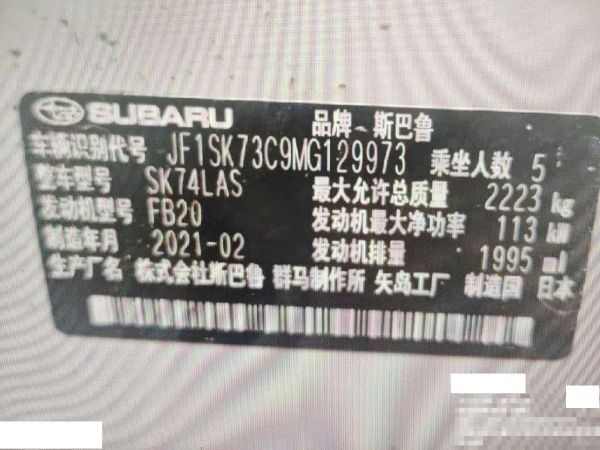 SUBARU 品牌 斯巴鲁
车辆识别代号 JF1SK73C9MG129973 乘坐人数 5
整车型号 SK74LAS 最大允许总质量 2223 kg
发动机型号 FB20 发动机最大净功率 113 kW
制造年月 2021-02 发动机排量 1995 ml
生产厂名 株式会社斯巴鲁 群马制作所 矢岛工厂 制造国 日本